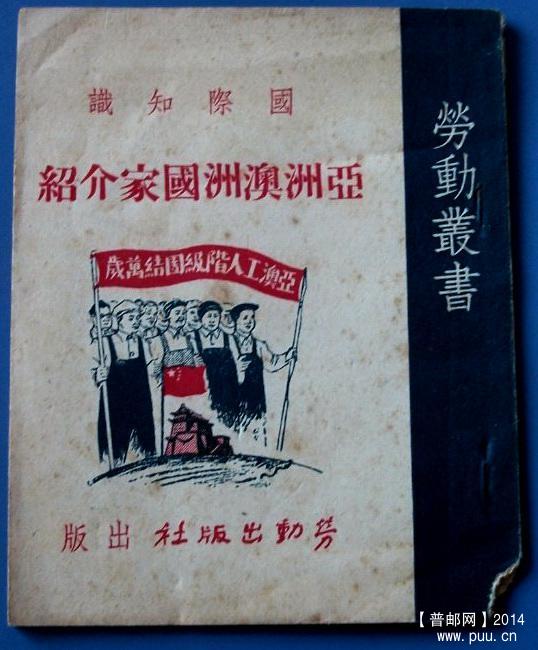 國際知識
亞洲澳洲國家介紹
亞澳工人階級团結萬歲
勞動出版社出版
勞動叢書
【普邮网】2014
www.puu.cn